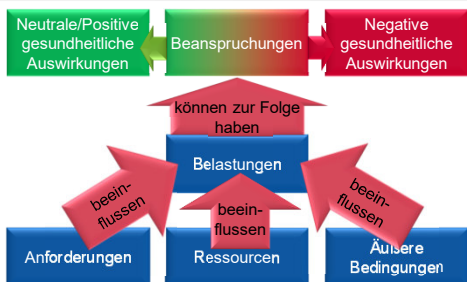 Neutrale/Positive
gesundheitliche
Auswirkungen
Beanspruchungen
Negative
gesundheitliche
Auswirkungen
können zur Folge
haben
Belastungen
beein-
flussen
beein-
flussen
beein-
flussen
Anforderungen
Ressourcen
Äußere
Bedingungen